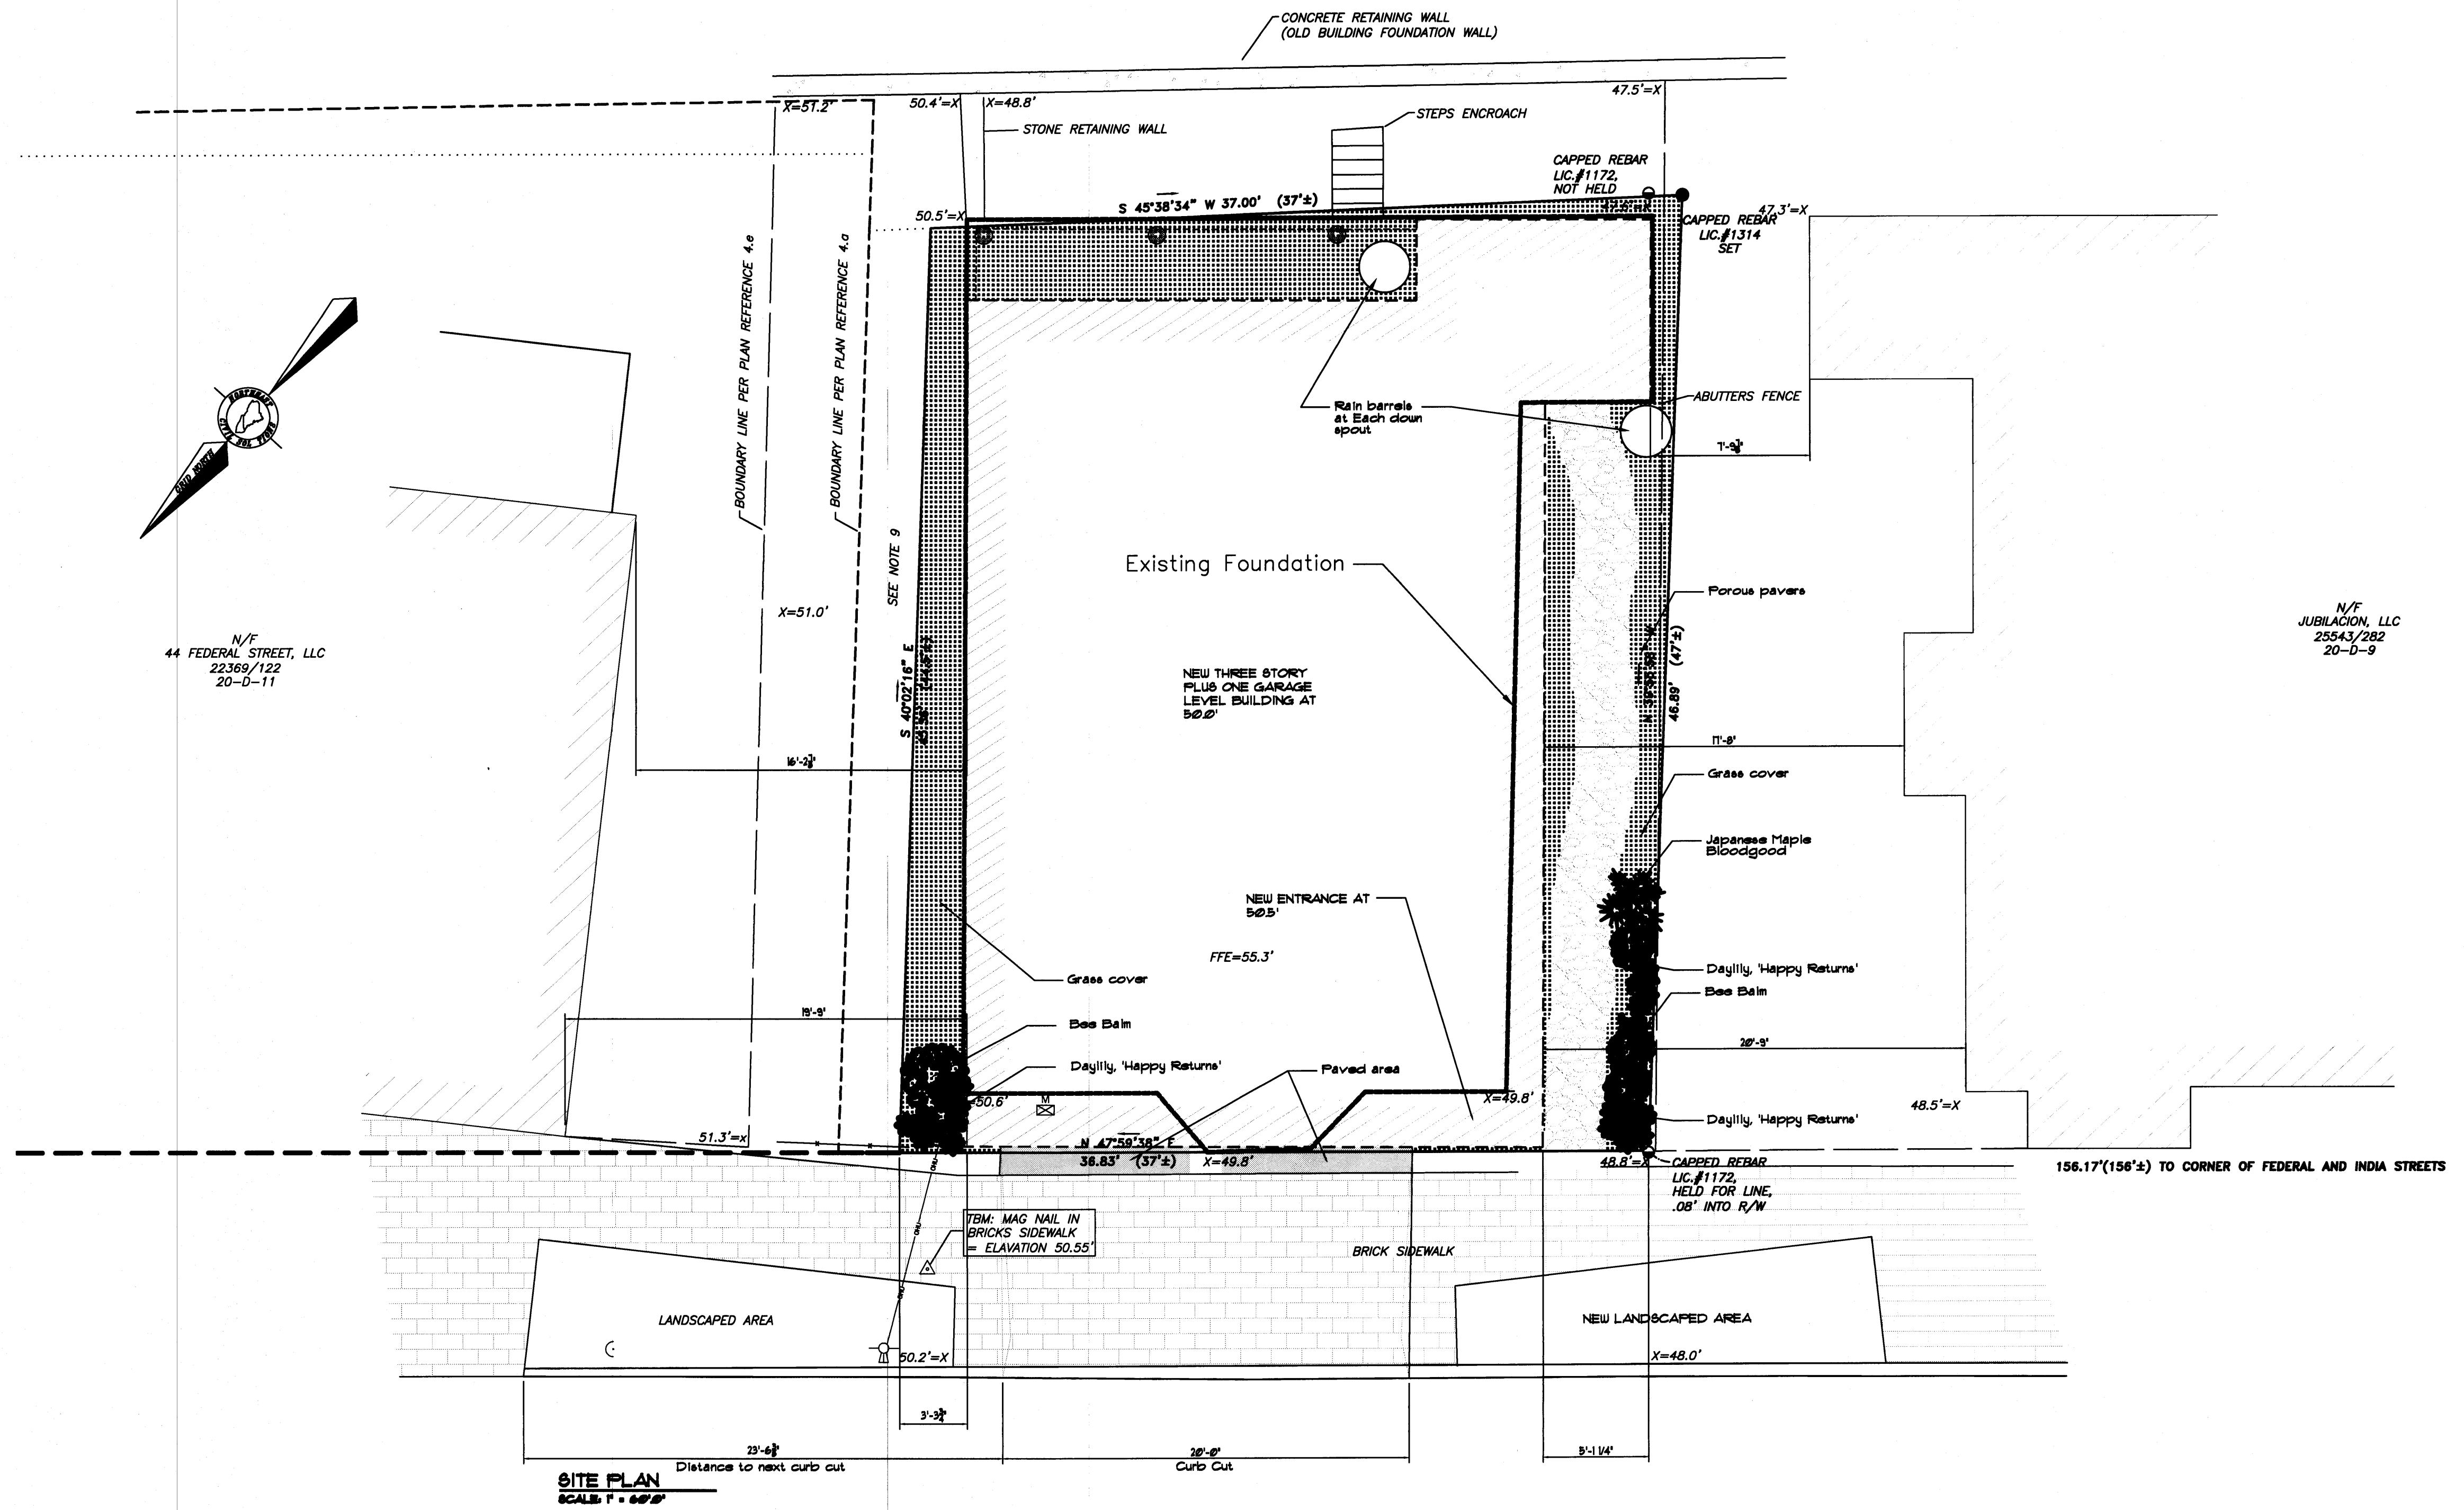 CONCRETE RETAINING WALL
(OLD BUILDING FOUNDATION WALL)
X=51.2'
50.4'=X
X=48.8'
47.5'=X
STONE RETAINING WALL
STEPS ENCROACH
CAPPED REBAR
LIC.#1172,
NOT HELD
S 45°38'34" W 37.00' (37'±)
50.5'=X
47.3'=X
CAPPED REBAR
LIC.#1314
SET
BOUNDARY LINE PER PLAN REFERENCE 4.e
BOUNDARY LINE PER PLAN REFERENCE 4.a
NORTHEAST
GRID NORTH
Rain barrels
at Each down
spout
ABUTTERS FENCE
SEE NOTE 9
Existing Foundation
Porous pavers
X=51.0'
N/F
44 FEDERAL STREET, LLC
22369/122
20-D-11
N/F
JUBILACION, LLC
25543/282
20-D-9
S 40°02'16" E
46.89'
(47'±)
NEW THREE STORY
PLUS ONE GARAGE
LEVEL BUILDING AT
50.0'
Grass cover
Japanese Maple
Bloodgood
NEW ENTRANCE AT
50.5'
FFE=55.3'
Grass cover
Daylily, 'Happy Returns'
Bee Balm
19'-9"
Bee Balm
20'-9"
Daylily, 'Happy Returns'
Paved area
M
X=49.8'
48.5'=X
Daylily, 'Happy Returns'
51.3'=x
N 47°59'38" E
36.83' (37'±)
X=49.8'
48.8'=X
CAPPED REBAR
LIC.#1172,
HELD FOR LINE,
.08' INTO R/W
156.17'(156'±) TO CORNER OF FEDERAL AND INDIA STREETS
TBM: MAG NAIL IN
BRICKS SIDEWALK
= ELAVATION 50.55'
BRICK SIDEWALK
LANDSCAPED AREA
NEW LANDSCAPED AREA
50.2'=X
X=48.0'
20'-0"
5'-1 1/4"
Distance to next curb cut
Curb Cut
SITE PLAN
SCALE: 1" = 60'0"